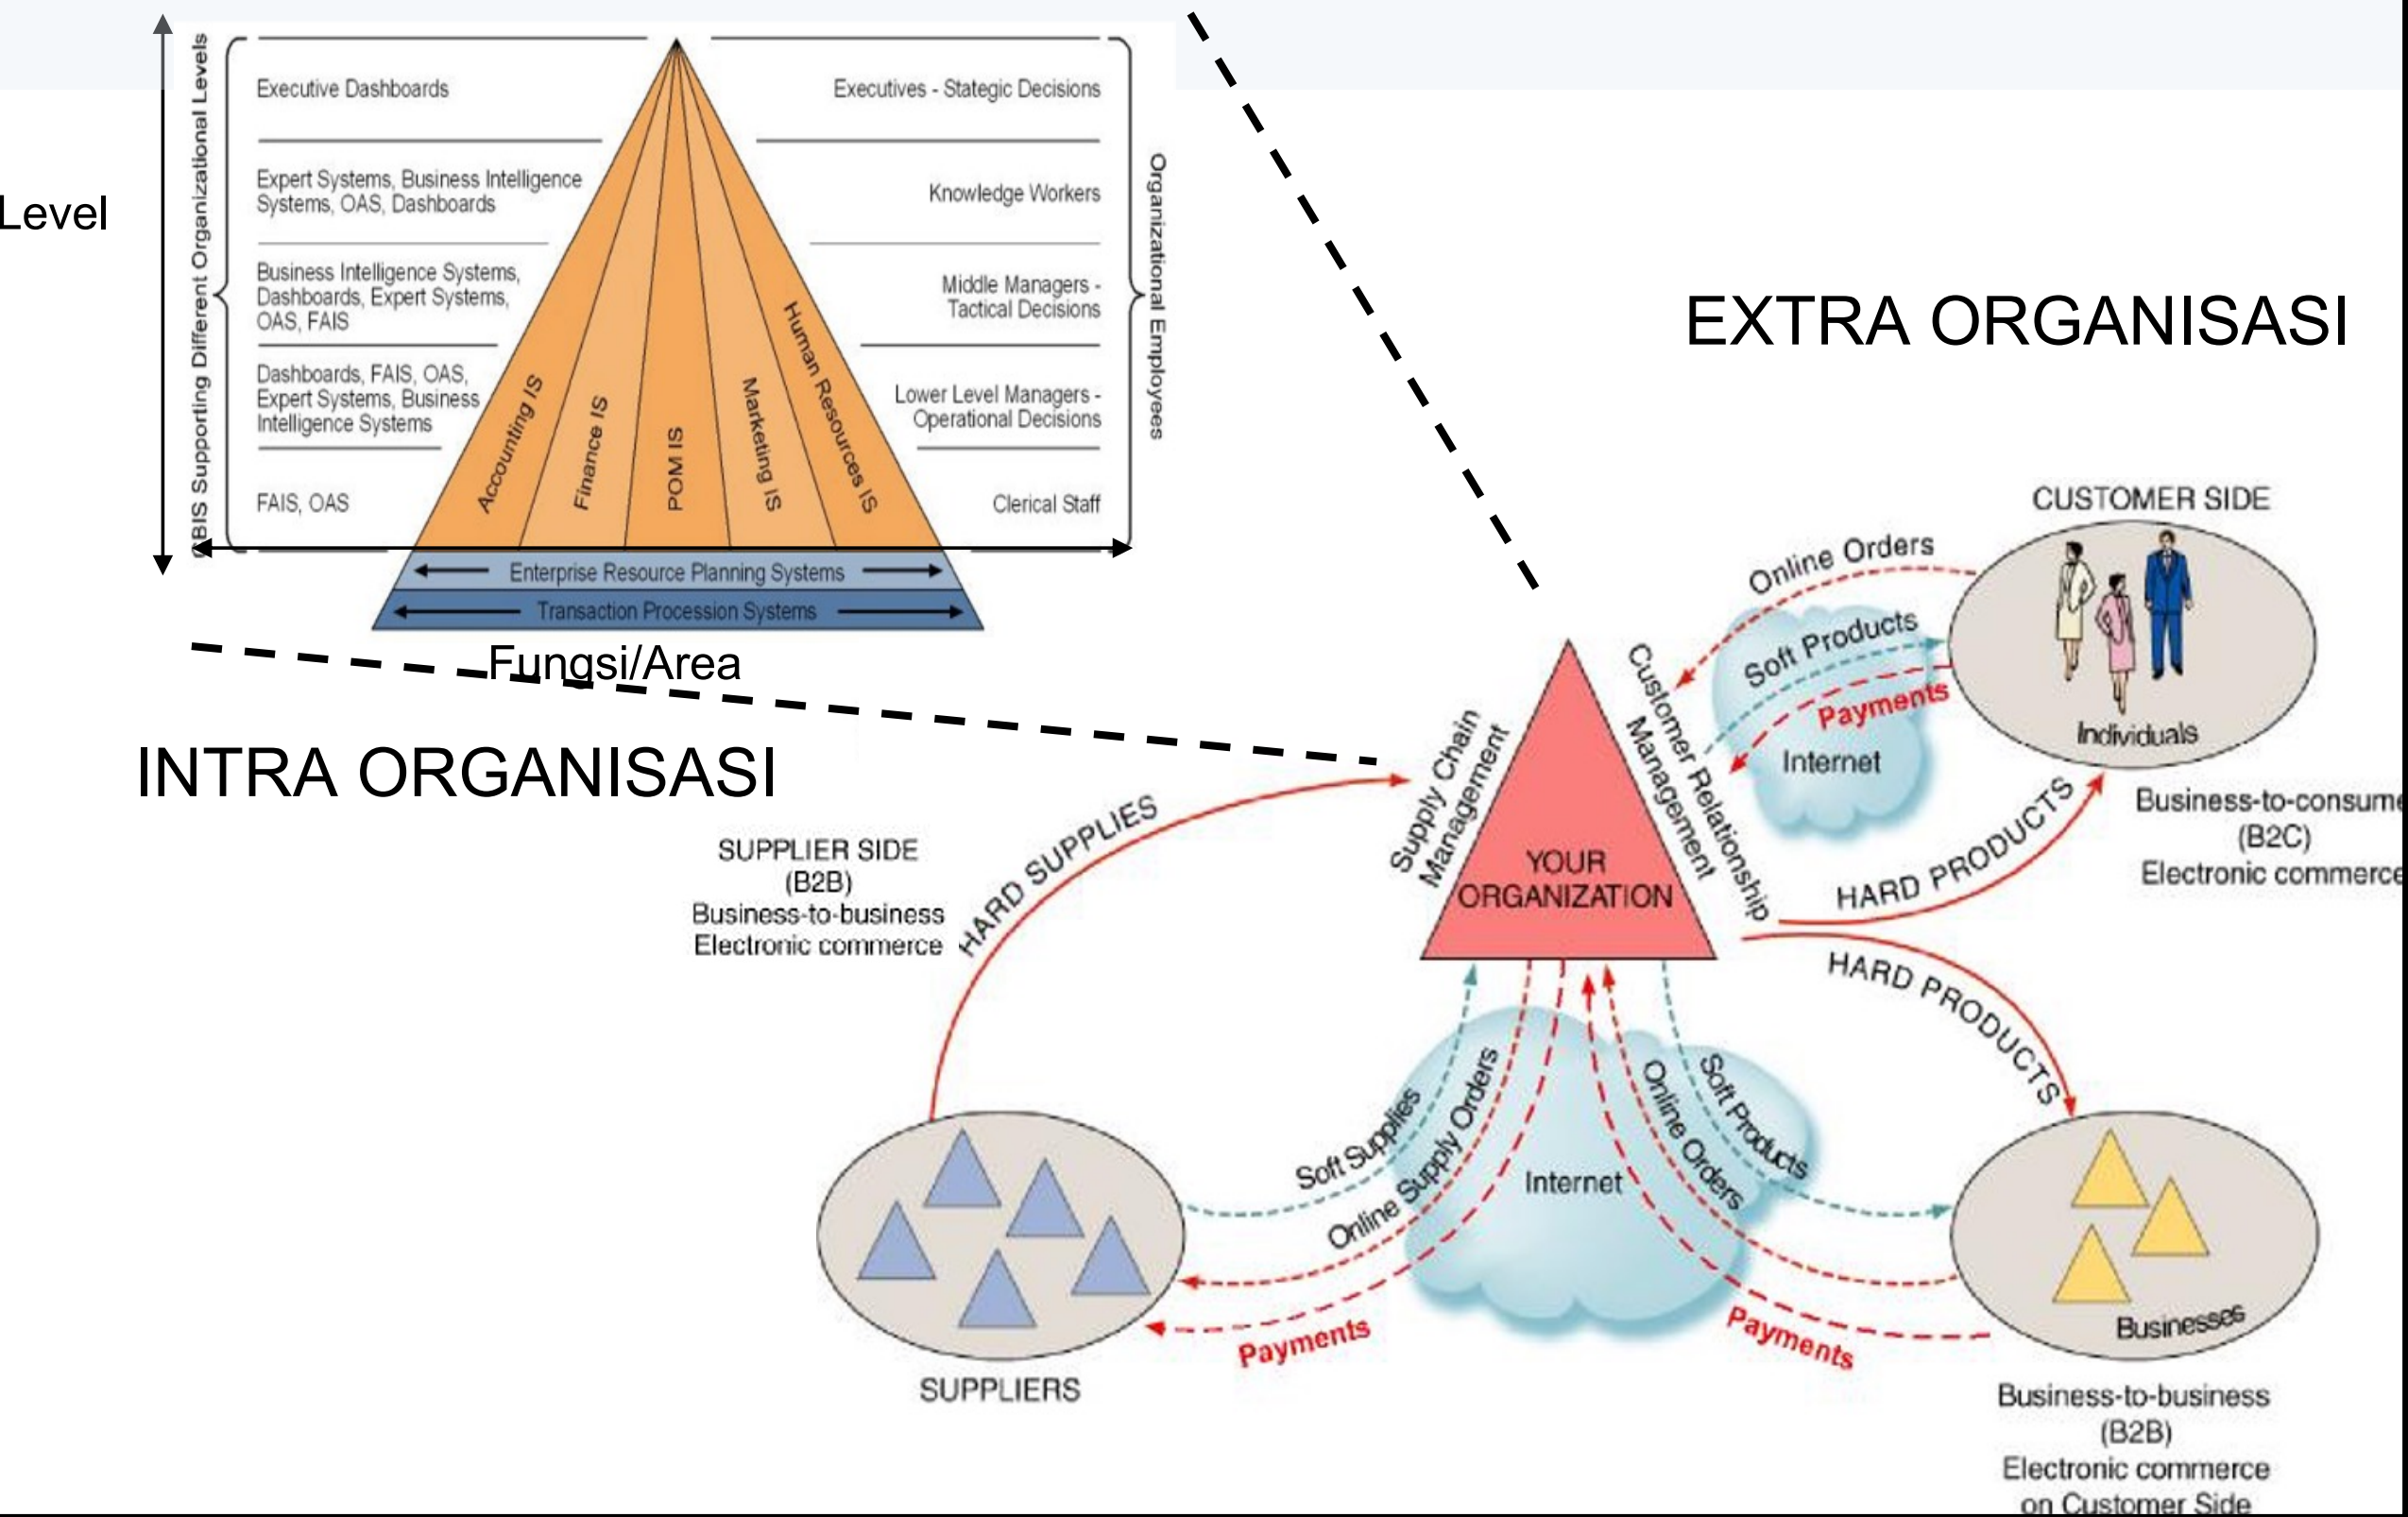 Level
CBIS Supporting Different Organizational Levels
Executive Dashboards
Expert Systems, Business Intelligence
Systems, OAS, Dashboards
Business Intelligence Systems,
Dashboards, Expert Systems,
OAS, FAIS
Dashboards, FAIS, OAS,
Expert Systems, Business
Intelligence Systems
FAIS, OAS
Accounting IS
Finance IS
POM IS
Marketing IS
Human Resources IS
Executives - Stategic Decisions
Knowledge Workers
Middle Managers -
Tactical Decisions
Lower Level Managers -
Operational Decisions
Clerical Staff
Organizational Employees
Enterprise Resource Planning Systems
Transaction Procession Systems
Fungsi/Area
INTRA ORGANISASI
EXTRA ORGANISASI
CUSTOMER SIDE
Online Orders
Soft Products
Payments
Internet
Individuals
Business-to-consume
(B2C)
Electronic commerce
HARD PRODUCTS
Supply Chain
Management
Customer Relationship
Management
YOUR
ORGANIZATION
SUPPLIER SIDE
(B2B)
Business-to-business
Electronic commerce
HARD SUPPLIES
HARD PRODUCTS
Soft Supplies
Online Supply Orders
Payments
Internet
Online Orders
Soft Products
Payments
SUPPLIERS
Businesses
Business-to-business
(B2B)
Electronic commerce
on Customer Side